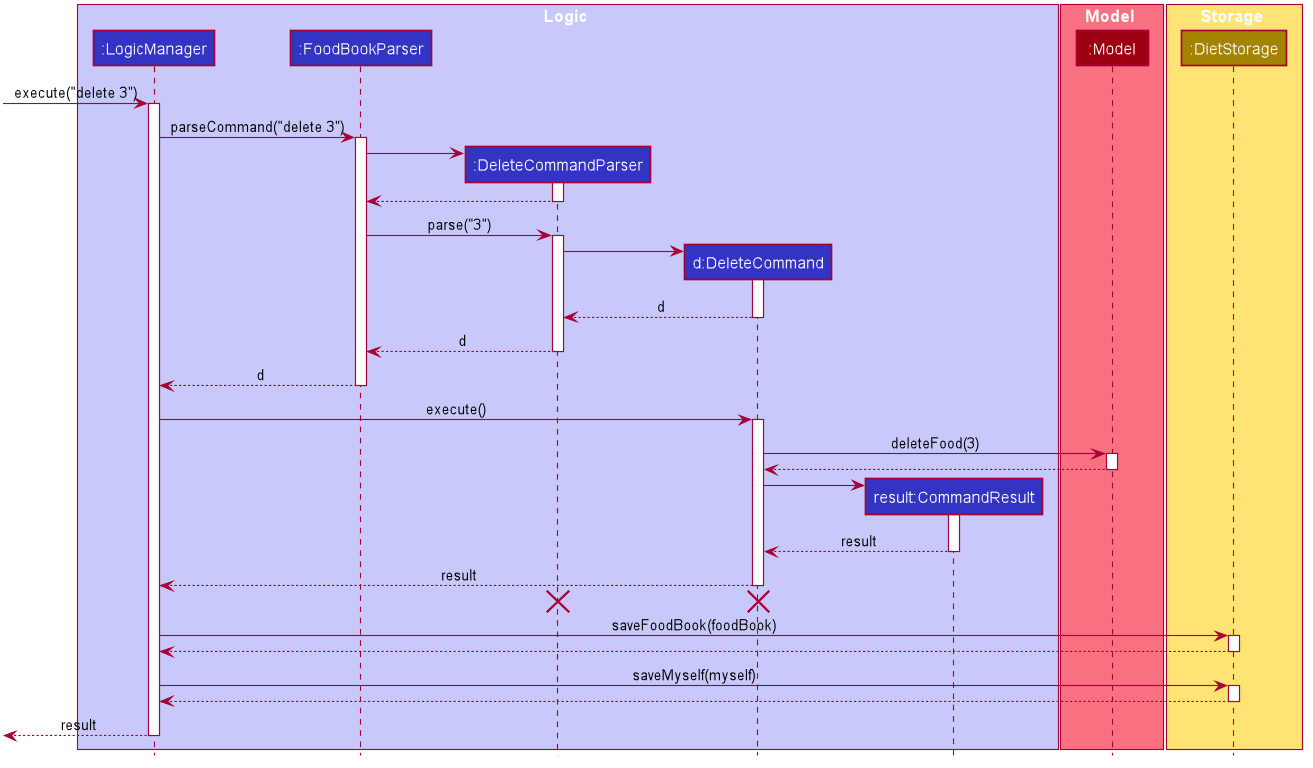 Logic
Model
Storage
:LogicManager
:FoodBookParser
:Model
:DietStorage
execute("delete 3")
parseCommand("delete 3")
:DeleteCommandParser
parse("3")
d:DeleteCommand
d
d
d
execute()
deleteFood(3)
result:CommandResult
result
result
saveFoodBook(foodBook)
saveMyself(myself)
result